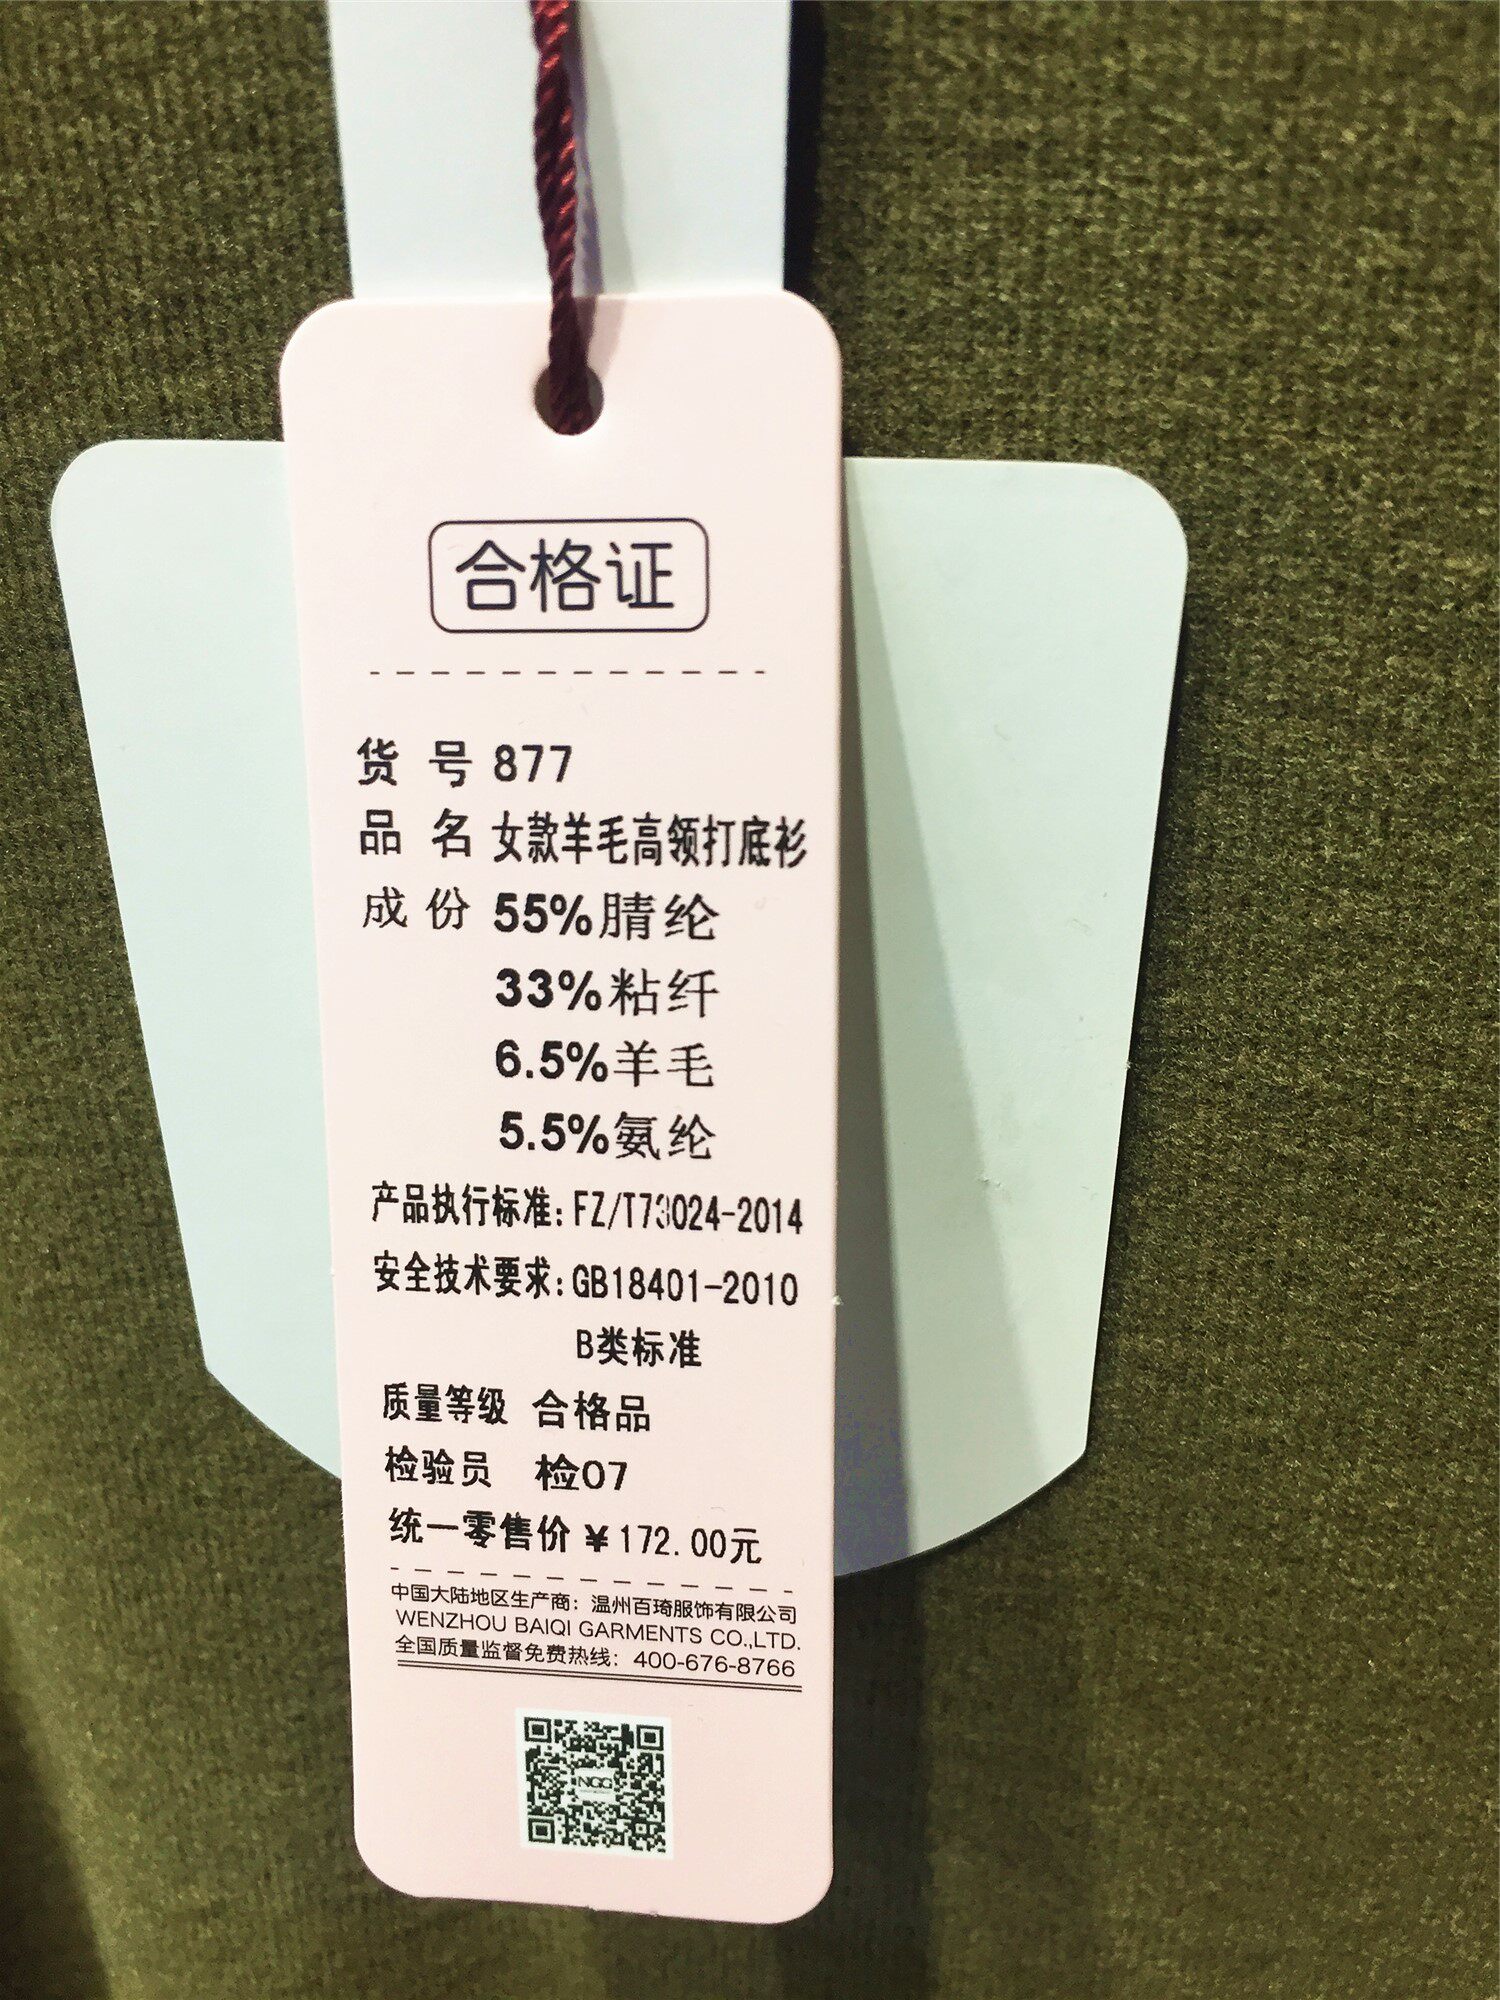 合格证
货 号 877
品 名 女款羊毛高领打底衫
成 份 55%腈纶
33%粘纤
6.5%羊毛
5.5%氨纶
产品执行标准: FZ/T73024-2014
安全技术要求: GB18401-2010
B类标准
质量等级 合格品
检验员 检07
统一零售价 ¥172.00元
中国大陆地区生产商：温州百琦服饰有限公司
WENZHOU BAIQI GARMENTS CO.,LTD.
全国质量监督免费热线：400-676-8766
NGG